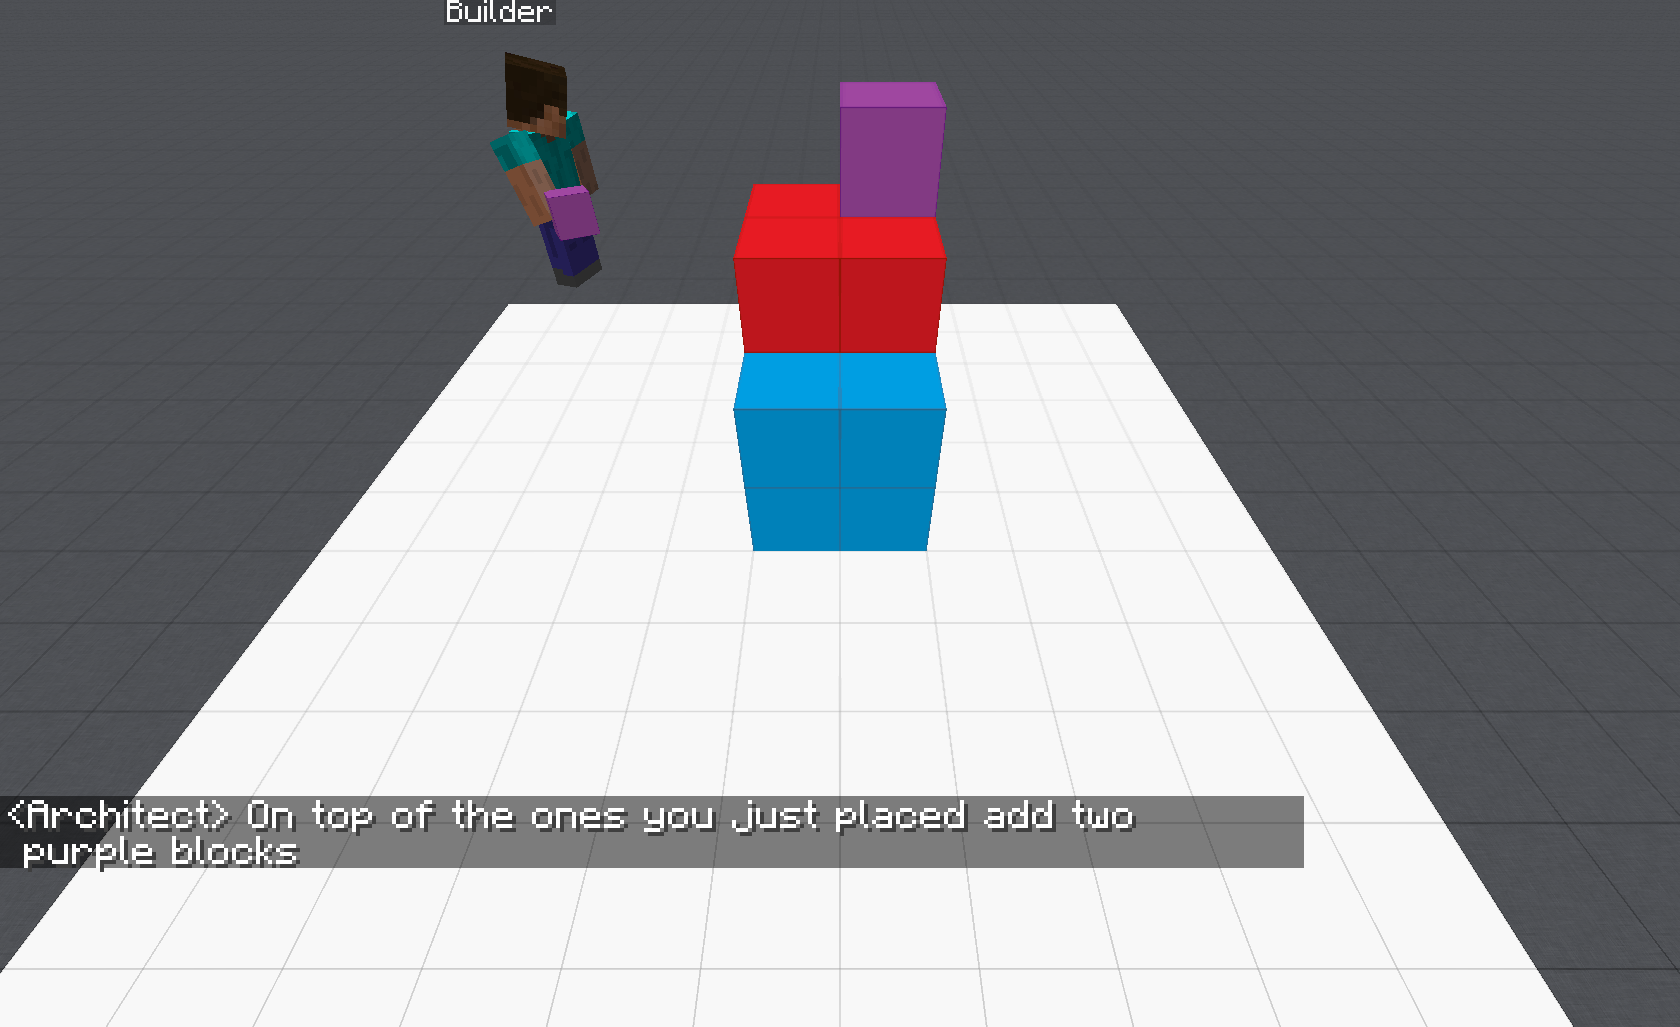 Builder
<Architect> On top of the ones you just placed add two
purple blocks